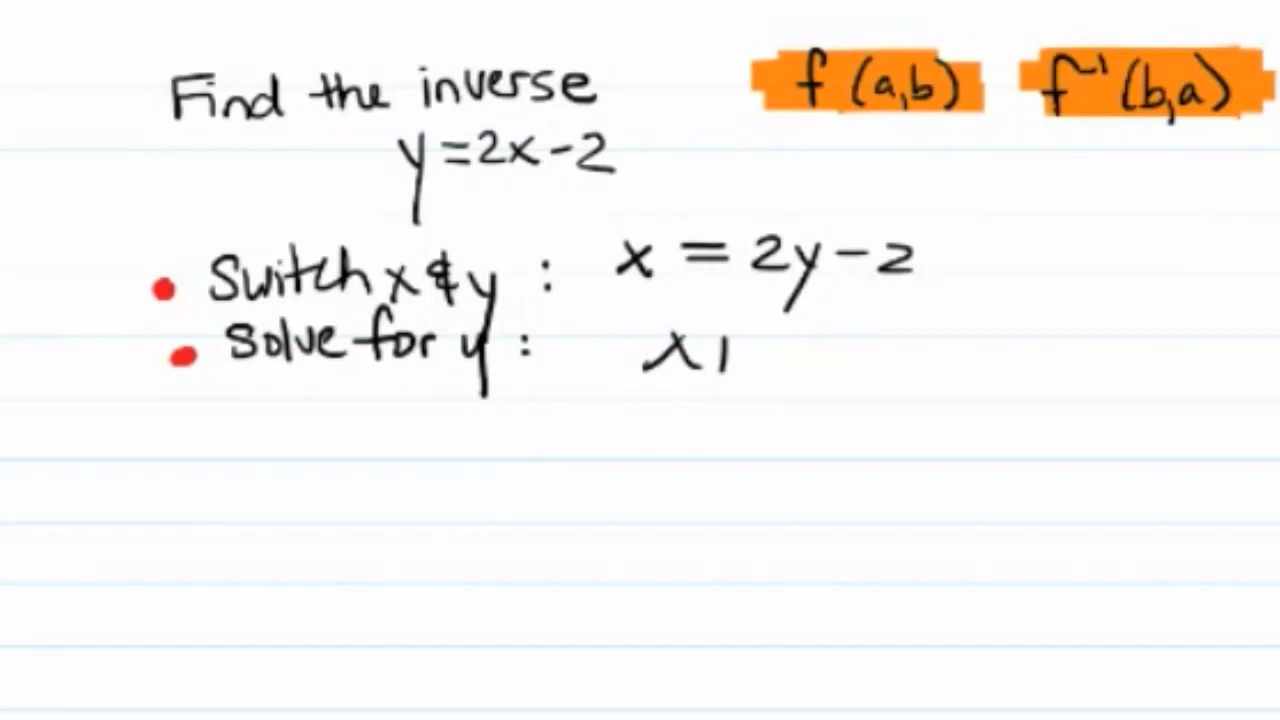 Find the inverse f (a,b) f⁻¹ (b,a)
y = 2x - 2
Switch x & y : x = 2y - 2
Solve for y :